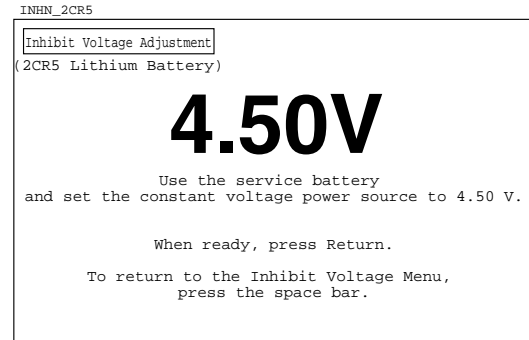 INHN_2CR5
Inhibit Voltage Adjustment
(2CR5 Lithium Battery)
4.50V
Use the service battery
and set the constant voltage power source to 4.50 V.
When ready, press Return.
To return to the Inhibit Voltage Menu,
press the space bar.